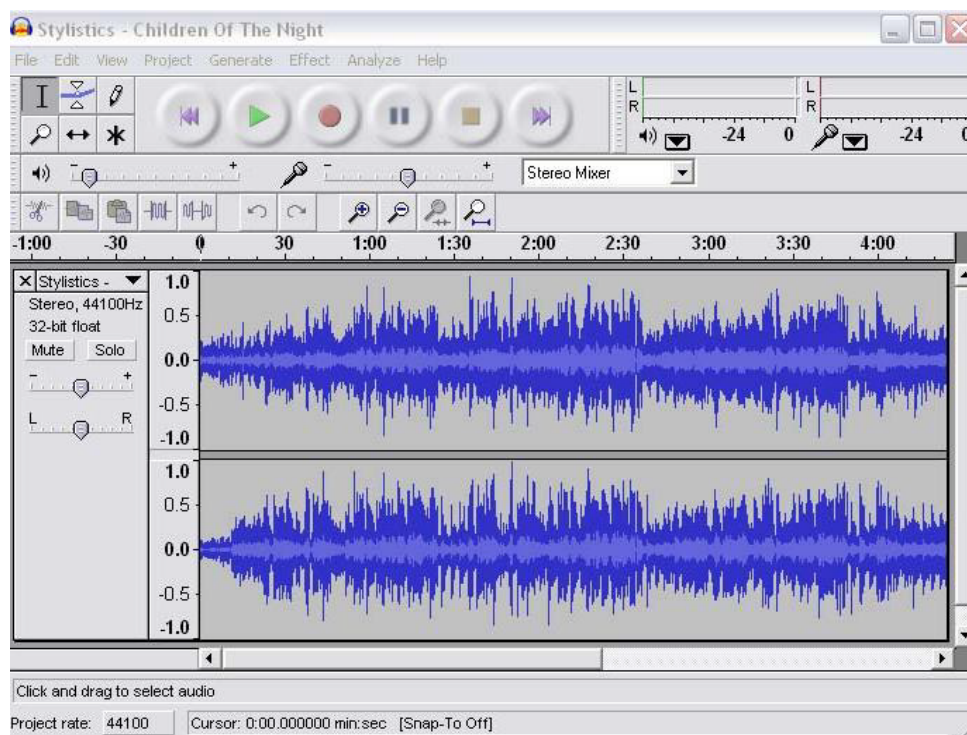 Stylistics - Children Of The Night
File Edit View Project Generate Effect Analyze Help
L
R
-24 0
L
R
-24 0
- +
- +
Stereo Mixer
-1:00 -30 0 30 1:00 1:30 2:00 2:30 3:00 3:30 4:00
X Stylistics -
Stereo, 44100Hz
32-bit float
Mute Solo
- +
L R
1.0
0.5
0.0
-0.5
-1.0
1.0
0.5
0.0
-0.5
-1.0
Click and drag to select audio
Project rate: 44100 Cursor: 0:00.000000 min:sec [Snap-To Off]